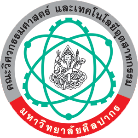 คณะวิศวกรรมศาสตร์ และเทคโนโลยีอุตสาหกรรม
มหาวิทยาลัยศิลปากร